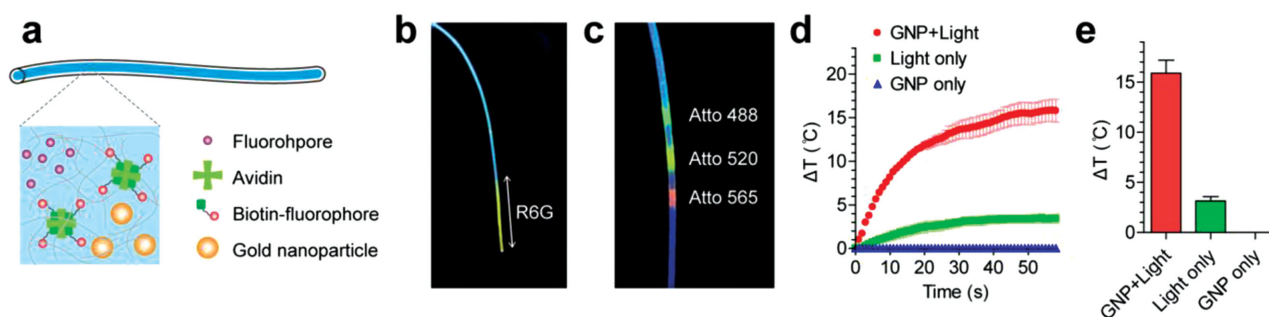 a
Fluorohpore
Avidin
Biotin-fluorophore
Gold nanoparticle
b
R6G
c
Atto 488
Atto 520
Atto 565
d
GNP+Light
Light only
GNP only
ΔT (℃)
20
15
10
5
0
0 10 20 30 40 50
Time (s)
e
ΔT (℃)
15
10
5
0
GNP+Light
Light only
GNP only